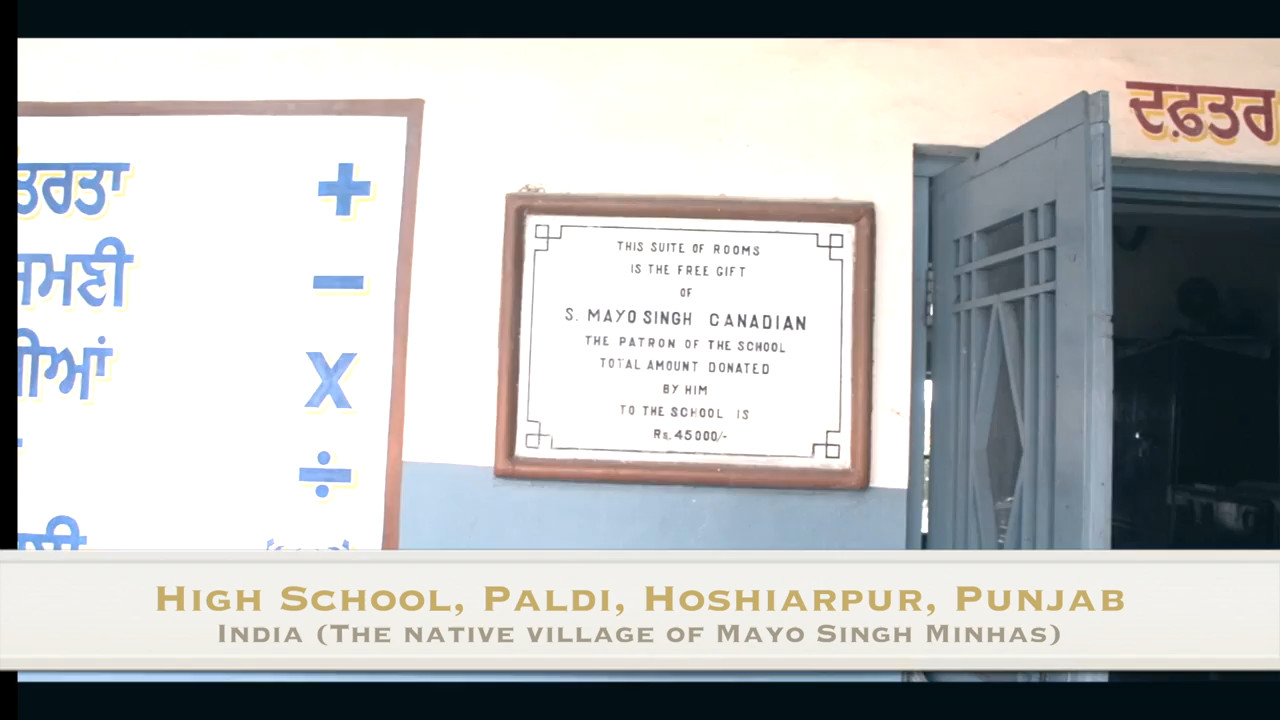 ਦਫ਼ਤਰ
+
-
x
÷
THIS SUITE OF ROOMS
IS THE FREE GIFT
OF
S. MAYO SINGH CANADIAN
THE PATRON OF THE SCHOOL
TOTAL AMOUNT DONATED
BY HIM
TO THE SCHOOL IS
Rs. 45000/-
HIGH SCHOOL, PALDI, HOSHIARPUR, PUNJAB
INDIA (THE NATIVE VILLAGE OF MAYO SINGH MINHAS)